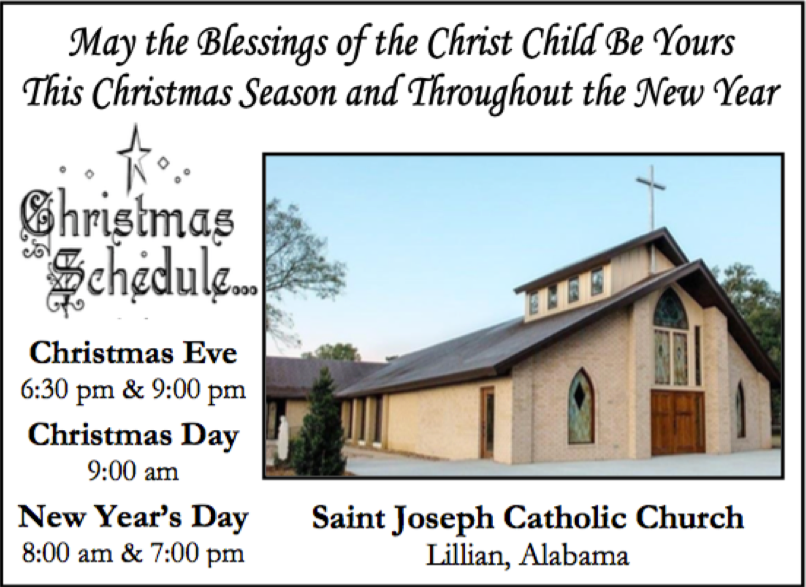 May the Blessings of the Christ Child Be Yours
This Christmas Season and Throughout the New Year
Christmas
Schedule...
Christmas Eve
6:30 pm & 9:00 pm
Christmas Day
9:00 am
New Year's Day
8:00 am & 7:00 pm
Saint Joseph Catholic Church
Lillian, Alabama